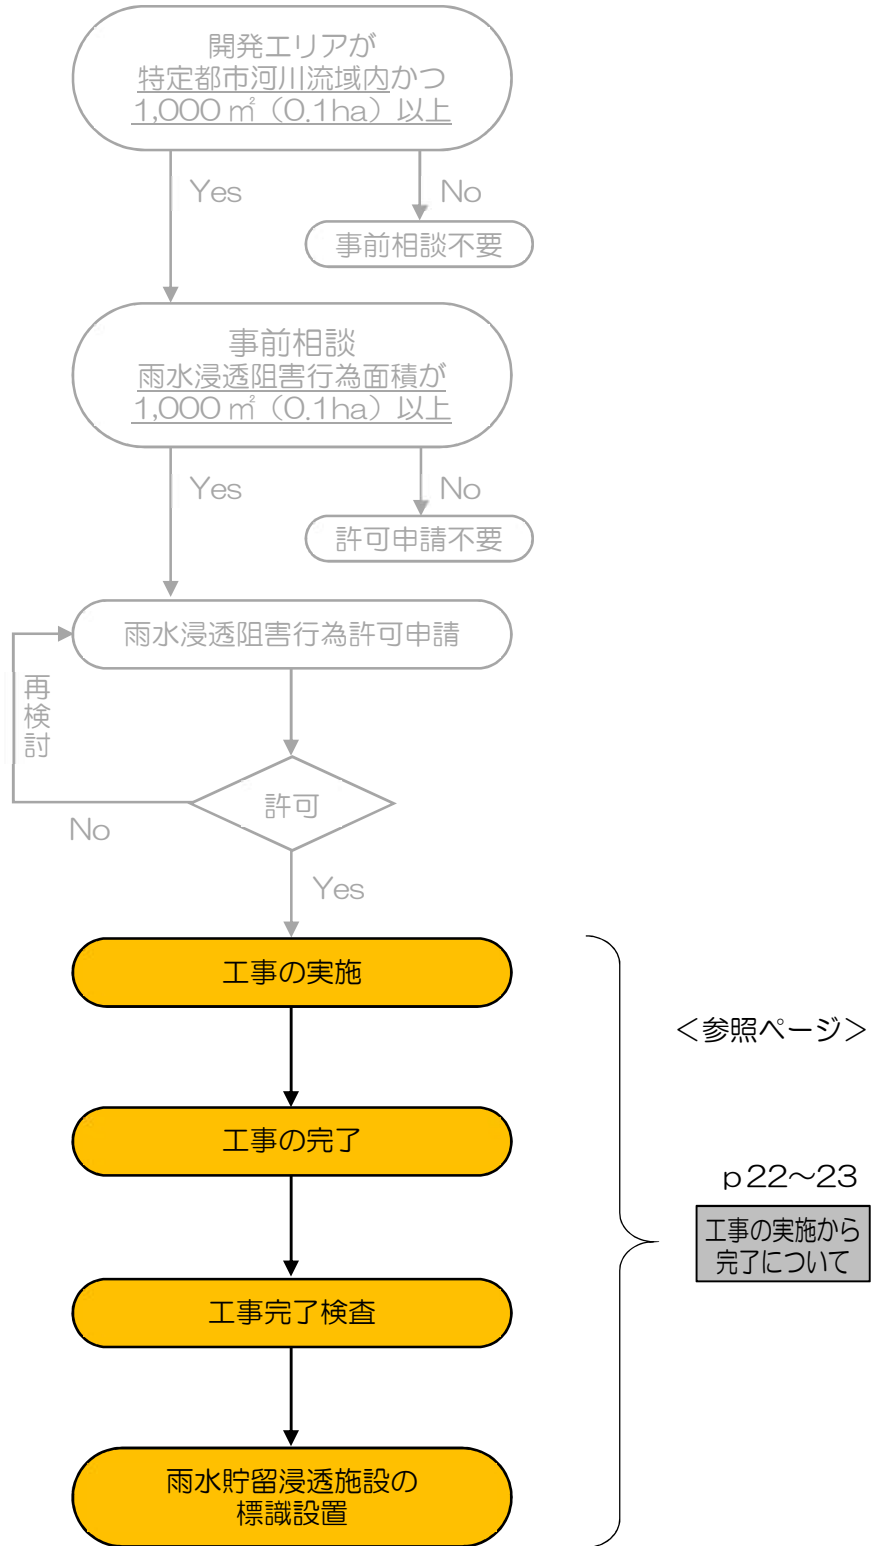 開発エリアが
特定都市河川流域内かつ
1,000㎡（0.1ha）以上
Yes
No
事前相談不要
事前相談
雨水浸透阻害行為面積が
1,000㎡（0.1ha）以上
Yes
No
許可申請不要
雨水浸透阻害行為許可申請
再検討
許可
No
Yes
工事の実施
＜参照ページ＞
工事の完了
p22～23
工事の実施から
完了について
工事完了検査
雨水貯留浸透施設の
標識設置